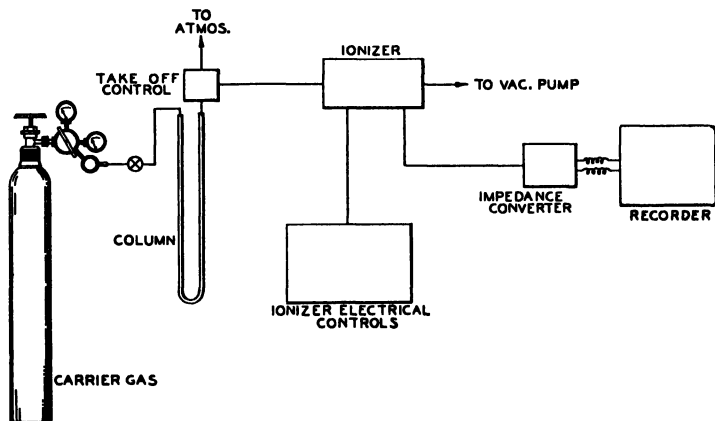 TO
ATMOS.
IONIZER
TAKE OFF
CONTROL
TO VAC. PUMP
IMPEDANCE
CONVERTER
RECORDER
COLUMN
IONIZER ELECTRICAL
CONTROLS
CARRIER GAS